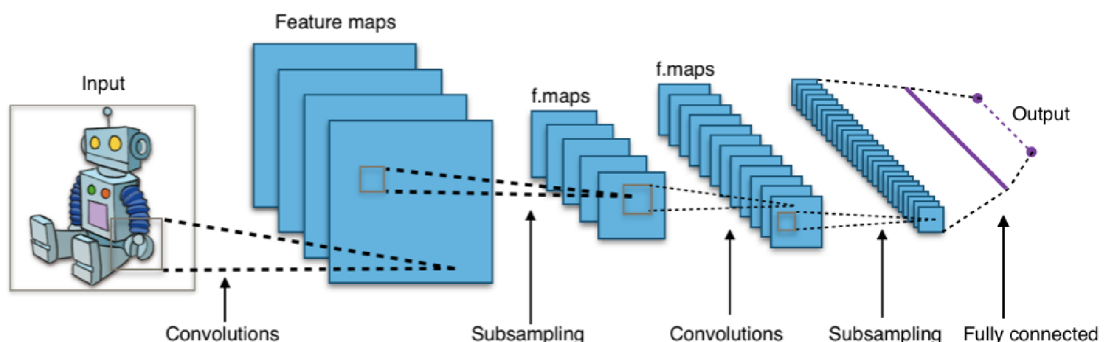 Input
Feature maps
f.maps
f.maps
Output
Convolutions
Subsampling
Convolutions
Subsampling
Fully connected